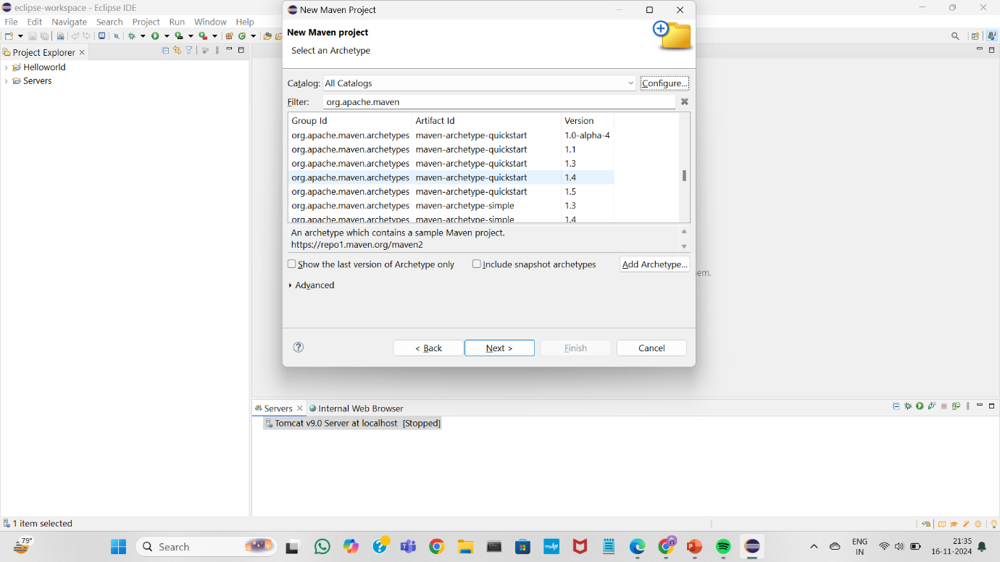 eclipse-workspace - Eclipse IDE
File Edit Navigate Search Project Run Window Help
Project Explorer
Helloworld
Servers
New Maven Project
New Maven project
Select an Archetype
Catalog: All Catalogs Configure...
Filter: org.apache.maven
Group Id Artifact Id Version
org.apache.maven.archetypes maven-archetype-quickstart 1.0-alpha-4
org.apache.maven.archetypes maven-archetype-quickstart 1.1
org.apache.maven.archetypes maven-archetype-quickstart 1.3
org.apache.maven.archetypes maven-archetype-quickstart 1.4
org.apache.maven.archetypes maven-archetype-quickstart 1.5
org.apache.maven.archetypes maven-archetype-simple 1.3
org.apache.maven.archetypes maven-archetype-simple 1.4
An archetype which contains a sample Maven project.
https://repo1.maven.org/maven2
Show the last version of Archetype only Include snapshot archetypes Add Archetype...
Advanced
< Back Next > Finish Cancel
Servers Internal Web Browser
Tomcat v9.0 Server at localhost [Stopped]
1 item selected
79°
Search
ENG
IN
21:35
16-11-2024